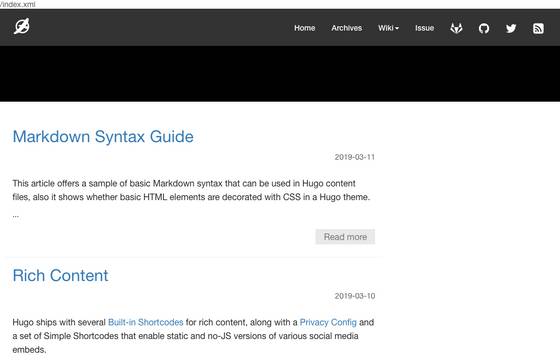 /index.xml
Home Archives Wiki Issue
Markdown Syntax Guide
2019-03-11
This article offers a sample of basic Markdown syntax that can be used in Hugo content
files, also it shows whether basic HTML elements are decorated with CSS in a Hugo theme.
...
Read more
Rich Content
2019-03-10
Hugo ships with several Built-in Shortcodes for rich content, along with a Privacy Config and
a set of Simple Shortcodes that enable static and no-JS versions of various social media
embeds.